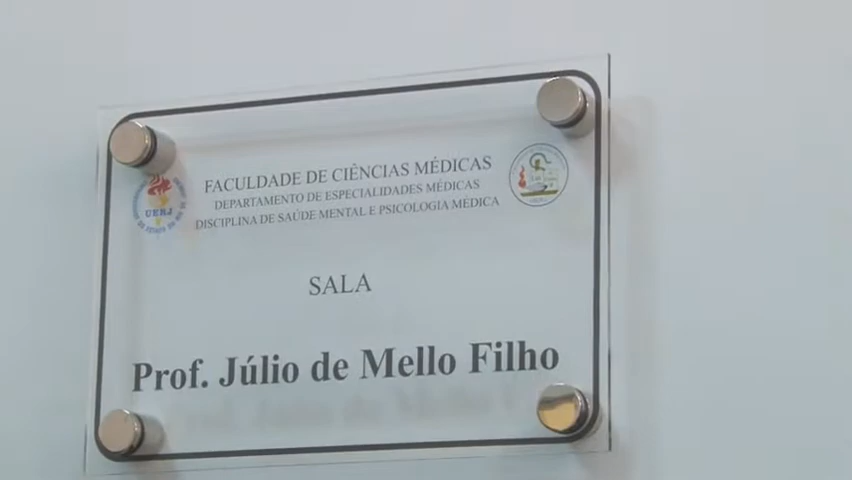 FACULDADE DE CIÊNCIAS MÉDICAS
DEPARTAMENTO DE ESPECIALIDADES MÉDICAS
DISCIPLINA DE SAÚDE MENTAL E PSICOLOGIA MÉDICA
UERJ
SALA
Prof. Júlio de Mello Filho